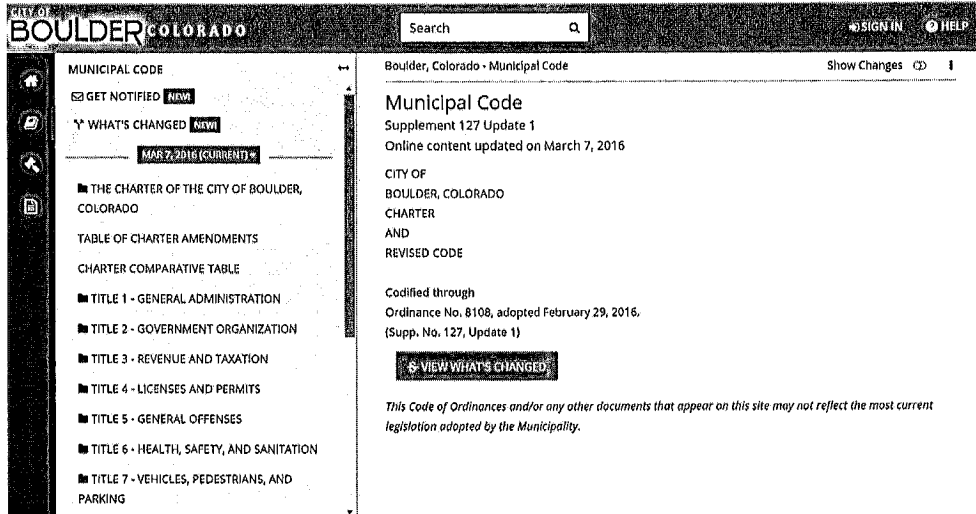 CITY OF
BOULDER COLORADO
Search
SIGN IN
HELP
MUNICIPAL CODE
GET NOTIFIED NEW!
WHAT'S CHANGED NEW!
MAR 7, 2016 (CURRENT)
THE CHARTER OF THE CITY OF BOULDER,
COLORADO
TABLE OF CHARTER AMENDMENTS
CHARTER COMPARATIVE TABLE
TITLE 1 - GENERAL ADMINISTRATION
TITLE 2 - GOVERNMENT ORGANIZATION
TITLE 3 - REVENUE AND TAXATION
TITLE 4 - LICENSES AND PERMITS
TITLE 5 - GENERAL OFFENSES
TITLE 6 - HEALTH, SAFETY, AND SANITATION
TITLE 7 - VEHICLES, PEDESTRIANS, AND
PARKING
Boulder, Colorado - Municipal Code
Show Changes
Municipal Code
Supplement 127 Update 1
Online content updated on March 7, 2016
CITY OF
BOULDER, COLORADO
CHARTER
AND
REVISED CODE
Codified through
Ordinance No. 8108, adopted February 29, 2016.
(Supp. No. 127, Update 1)
VIEW WHAT'S CHANGED
This Code of Ordinances and/or any other documents that appear on this site may not reflect the most current
legislation adopted by the Municipality.